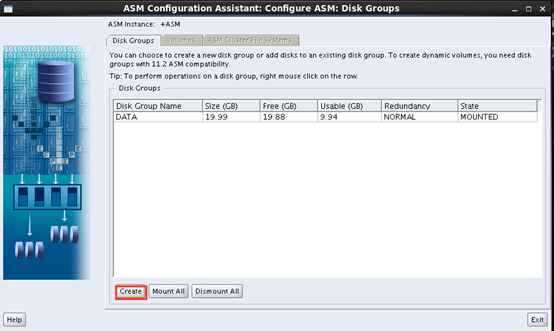 ASM Configuration Assistant: Configure ASM: Disk Groups
ASM Instance: +ASM
Disk Groups Volumes ASM Cluster File Systems
You can choose to create a new disk group or add disks to an existing disk group. To create dynamic volumes, you need disk
groups with 11.2 ASM compatibility.
Tip: To perform operations on a disk group, right mouse click on the row.
Disk Groups
Disk Group Name Size (GB) Free (GB) Usable (GB) Redundancy State
DATA 19.99 19.88 9.94 NORMAL MOUNTED
Create Mount All Dismount All
Help Exit